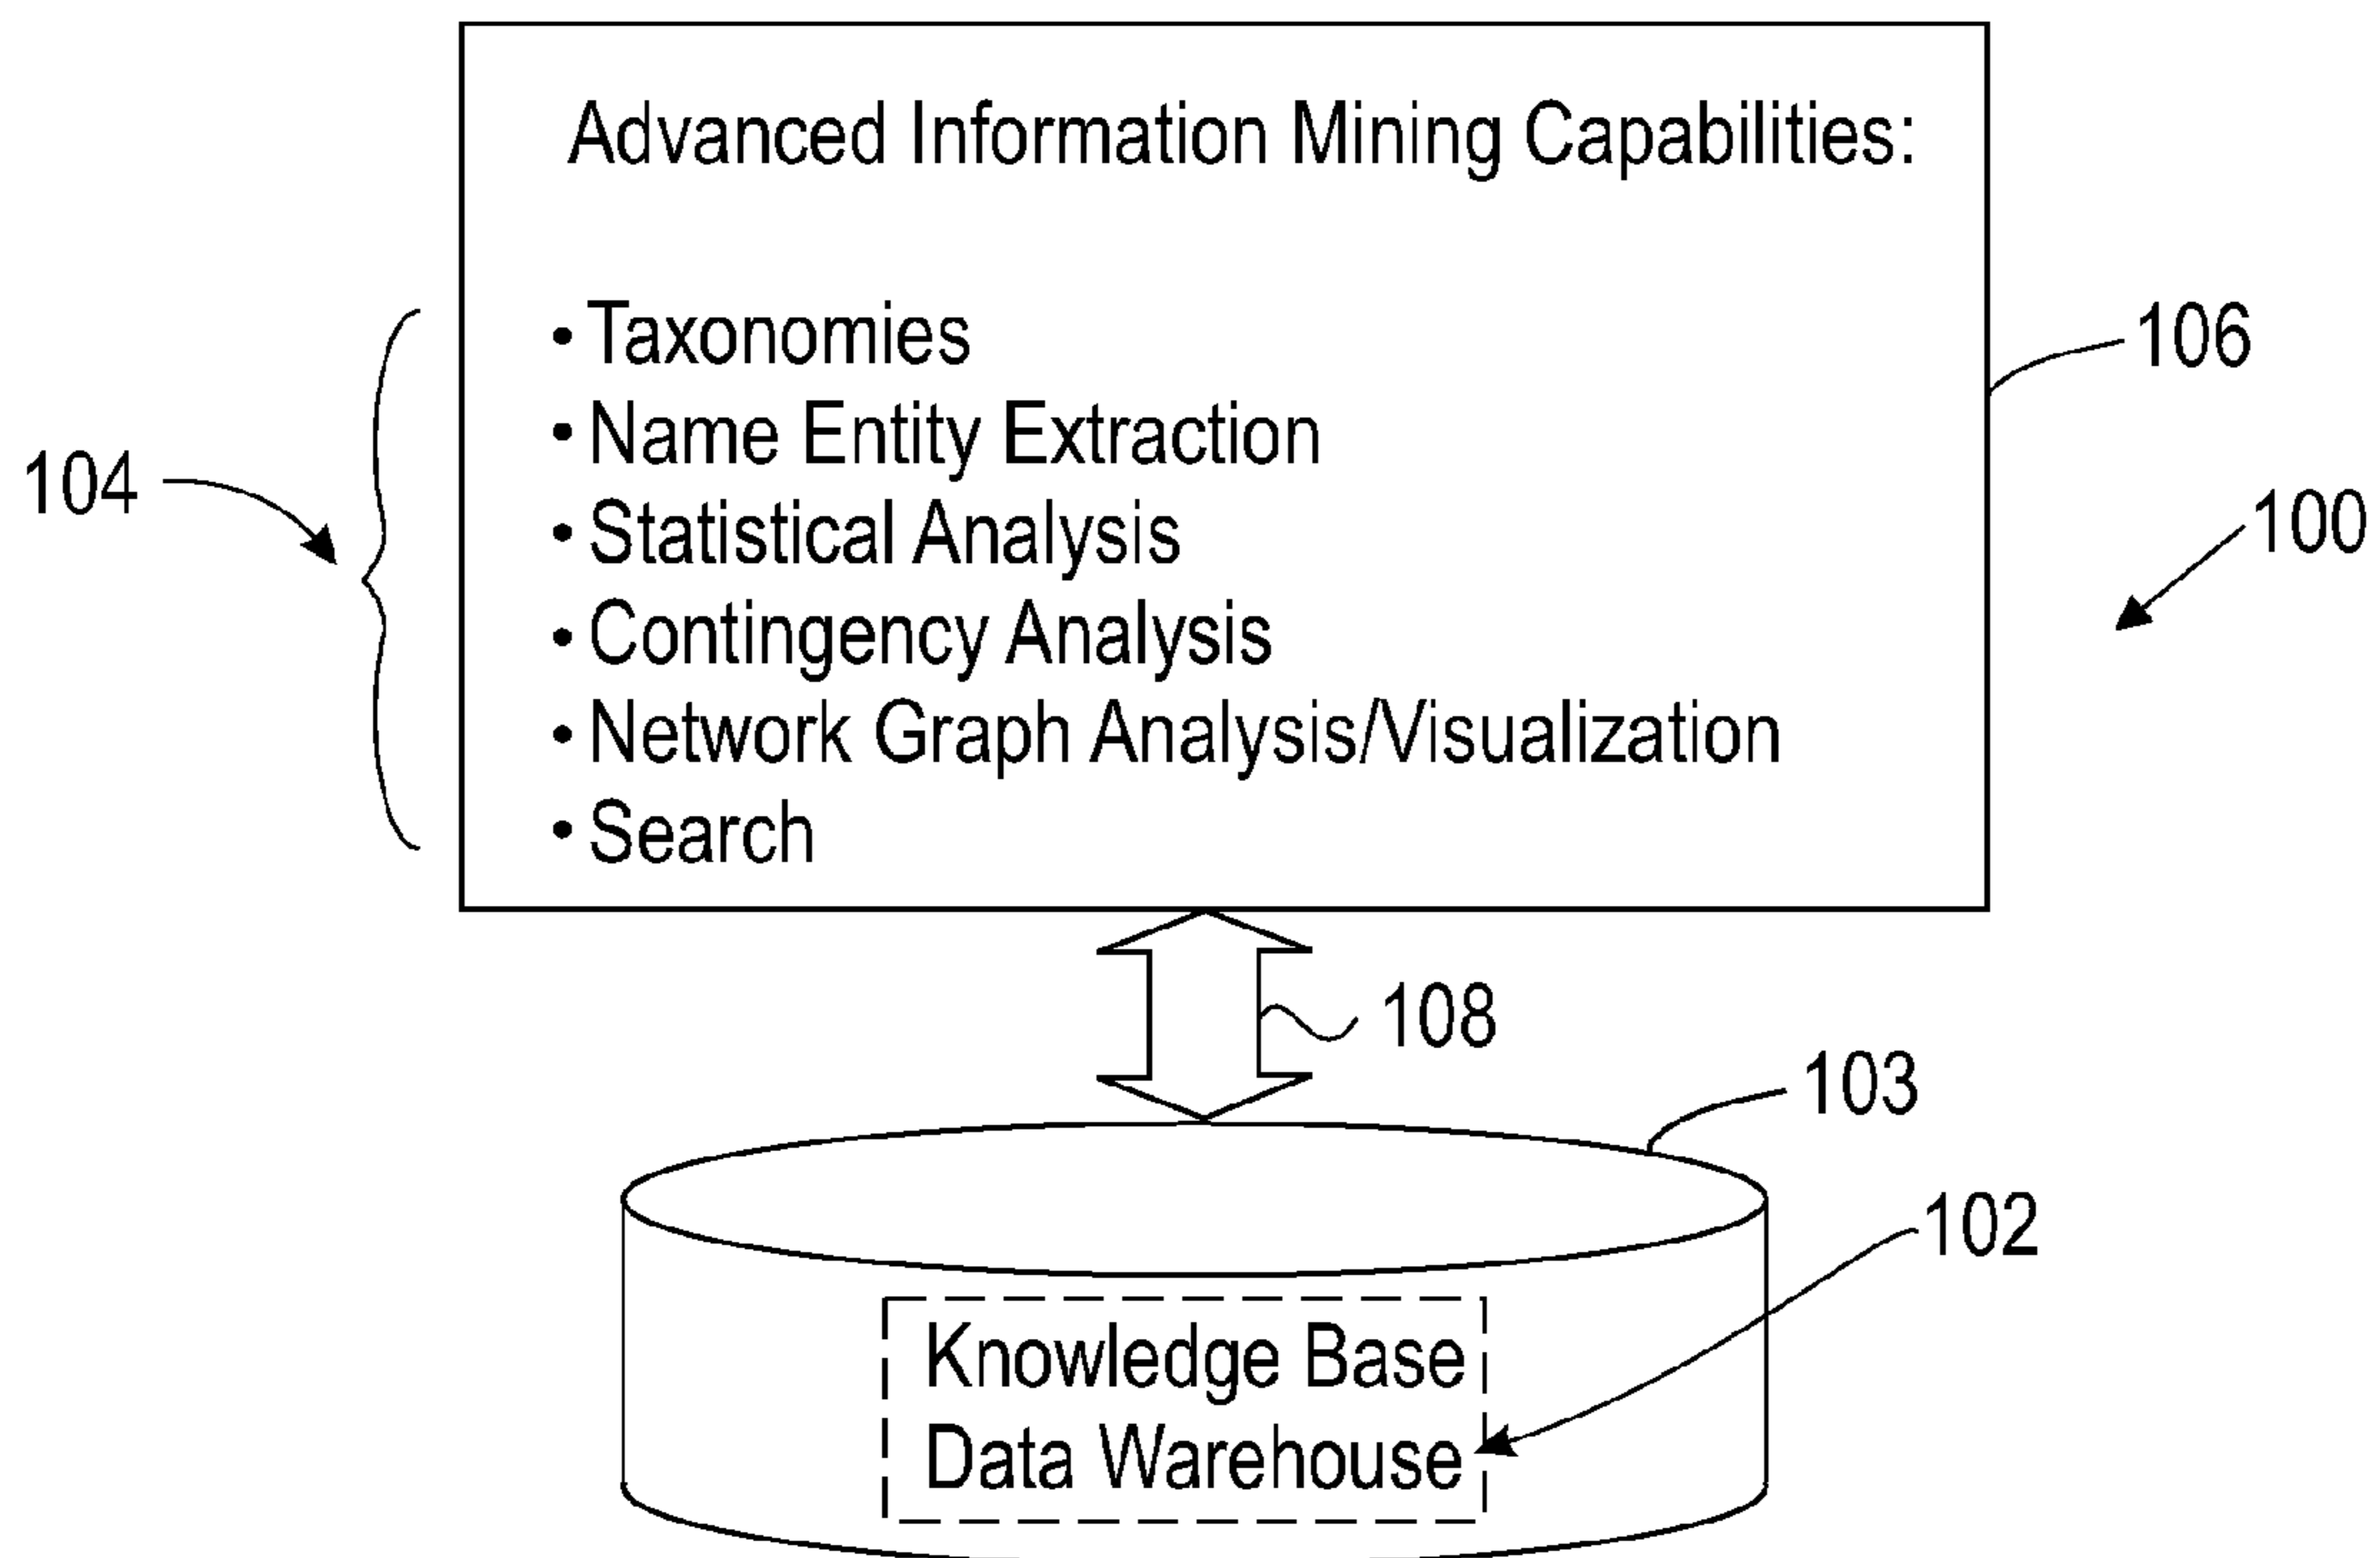 Advanced Information Mining Capabilities:
• Taxonomies
106
• Name Entity Extraction
104
• Statistical Analysis
100
• Contingency Analysis
• Network Graph Analysis/Visualization
• Search
108
103
102
Knowledge Base
Data Warehouse